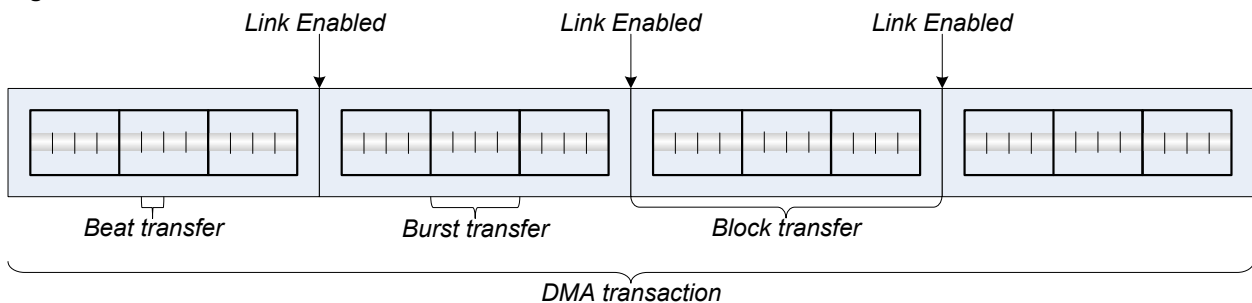 Link Enabled Link Enabled Link Enabled
Beat transfer Burst transfer Block transfer
DMA transaction